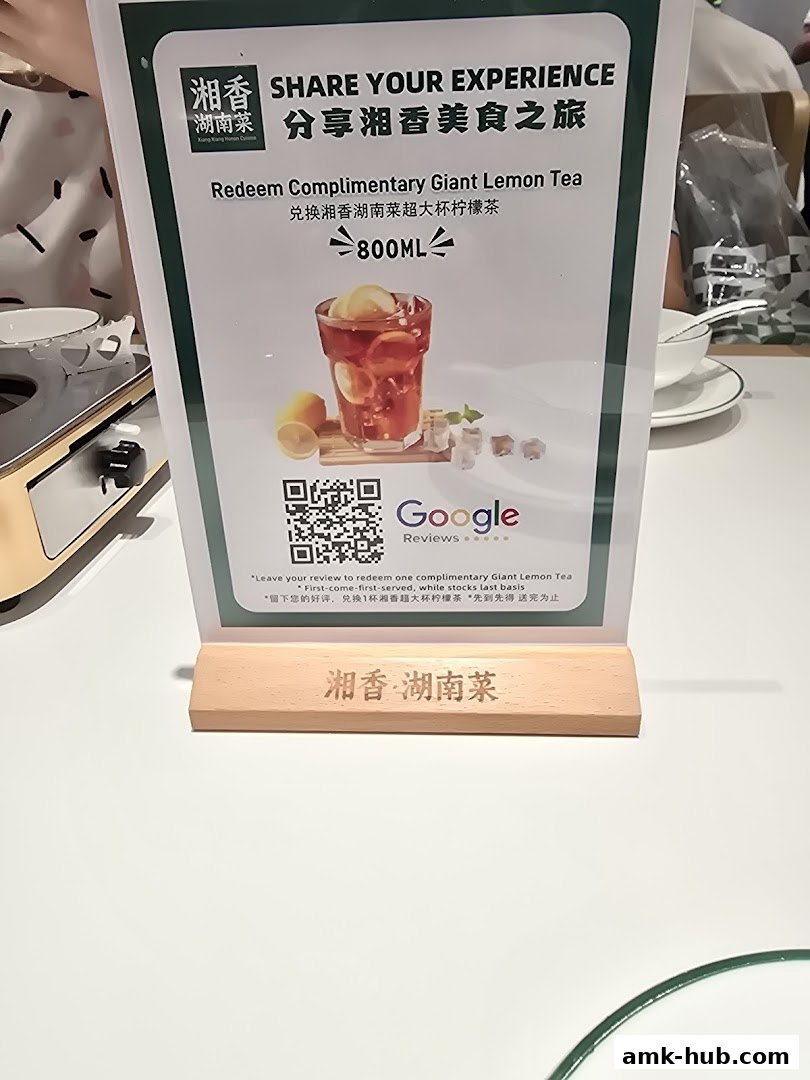 湘香
湖南菜
Xiang Xiang Hunan Cuisine
SHARE YOUR EXPERIENCE
分享湘香美食之旅
Redeem Complimentary Giant Lemon Tea
兑换湘香湖南菜超大杯柠檬茶
800ML
Google
Reviews
*Leave your review to redeem one complimentary Giant Lemon Tea
* First-come-first-served, while stocks last basis
*留下您的好评，兑换1杯湘香超大杯柠檬茶 *先到先得 送完为止
湘香·湖南菜
amk-hub.com